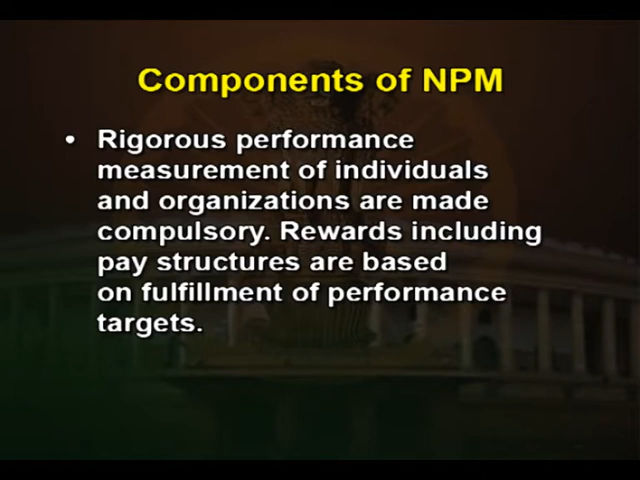 Components of NPM
• Rigorous performance
measurement of individuals
and organizations are made
compulsory. Rewards including
pay structures are based
on fulfillment of performance
targets.